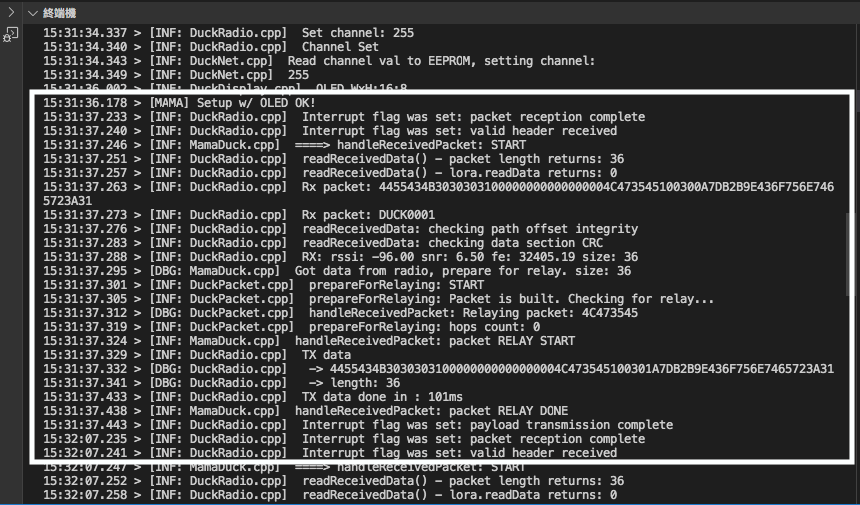 終端機
15:31:34.337 > [INF: DuckRadio.cpp]  Set channel: 255
15:31:34.340 > [INF: DuckRadio.cpp]  Channel Set
15:31:34.343 > [INF: DuckNet.cpp]  Read channel val to EEPROM, setting channel:
15:31:34.349 > [INF: DuckNet.cpp]  255
15:31:36.002 > [INF: DuckDisplay.cpp]  OLED WxH:16:8
15:31:36.178 > [MAMA] Setup w/ OLED OK!
15:31:37.233 > [INF: DuckRadio.cpp]  Interrupt flag was set: packet reception complete
15:31:37.240 > [INF: DuckRadio.cpp]  Interrupt flag was set: valid header received
15:31:37.246 > [INF: MamaDuck.cpp]  ====> handleReceivedPacket: START
15:31:37.251 > [INF: DuckRadio.cpp]  readReceivedData() - packet length returns: 36
15:31:37.257 > [INF: DuckRadio.cpp]  readReceivedData() - lora.readData returns: 0
15:31:37.263 > [INF: DuckRadio.cpp]  Rx packet: 4455434B303030310000000000000004C473545100300A7DB2B9E436F756E746
5723A31
15:31:37.273 > [INF: DuckRadio.cpp]  Rx packet: DUCK0001
15:31:37.276 > [INF: DuckRadio.cpp]  readReceivedData: checking path offset integrity
15:31:37.283 > [INF: DuckRadio.cpp]  readReceivedData: checking data section CRC
15:31:37.288 > [INF: DuckRadio.cpp]  RX: rssi: -96.00 snr: 6.50 fe: 32405.19 size: 36
15:31:37.295 > [DBG: MamaDuck.cpp]  Got data from radio, prepare for relay. size: 36
15:31:37.301 > [INF: DuckPacket.cpp]  prepareForRelaying: START
15:31:37.305 > [INF: DuckPacket.cpp]  prepareForRelaying: Packet is built. Checking for relay...
15:31:37.312 > [DBG: DuckPacket.cpp]  handleReceivedPacket: Relaying packet: 4C473545
15:31:37.319 > [INF: DuckPacket.cpp]  prepareForRelaying: hops count: 0
15:31:37.324 > [INF: MamaDuck.cpp]  handleReceivedPacket: packet RELAY START
15:31:37.329 > [INF: DuckRadio.cpp]  TX data
15:31:37.332 > [DBG: DuckRadio.cpp]   -> 4455434B303030310000000000000004C473545100301A7DB2B9E436F756E7465723A31
15:31:37.341 > [DBG: DuckRadio.cpp]   -> length: 36
15:31:37.433 > [INF: DuckRadio.cpp]  TX data done in : 101ms
15:31:37.438 > [INF: MamaDuck.cpp]  handleReceivedPacket: packet RELAY DONE
15:31:37.443 > [INF: DuckRadio.cpp]  Interrupt flag was set: payload transmission complete
15:32:07.235 > [INF: DuckRadio.cpp]  Interrupt flag was set: packet reception complete
15:32:07.241 > [INF: DuckRadio.cpp]  Interrupt flag was set: valid header received
15:32:07.247 > [INF: MamaDuck.cpp]  ====> handleReceivedPacket: START
15:32:07.252 > [INF: DuckRadio.cpp]  readReceivedData() - packet length returns: 36
15:32:07.258 > [INF: DuckRadio.cpp]  readReceivedData() - lora.readData returns: 0